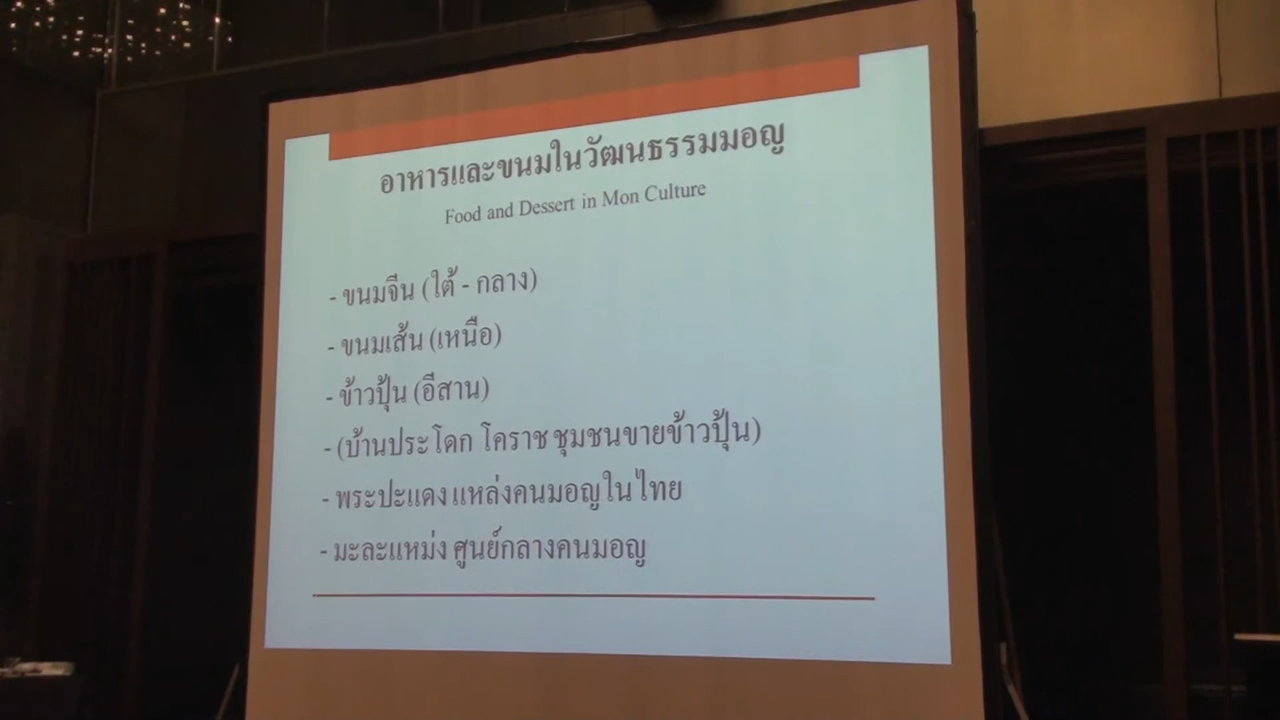 อาหารและขนมในวัฒนธรรมมอญ
Food and Dessert in Mon Culture
- ขนมจีน (ใต้ - กลาง)
- ขนมเส้น (เหนือ)
- ข้าวปุ้น (อีสาน)
- (บ้านประโดก โคราช ชุมชนขายข้าวปุ้น)
- พระปะแดง แหล่งคนมอญในไทย
- มะละแหม่ง ศูนย์กลางคนมอญ